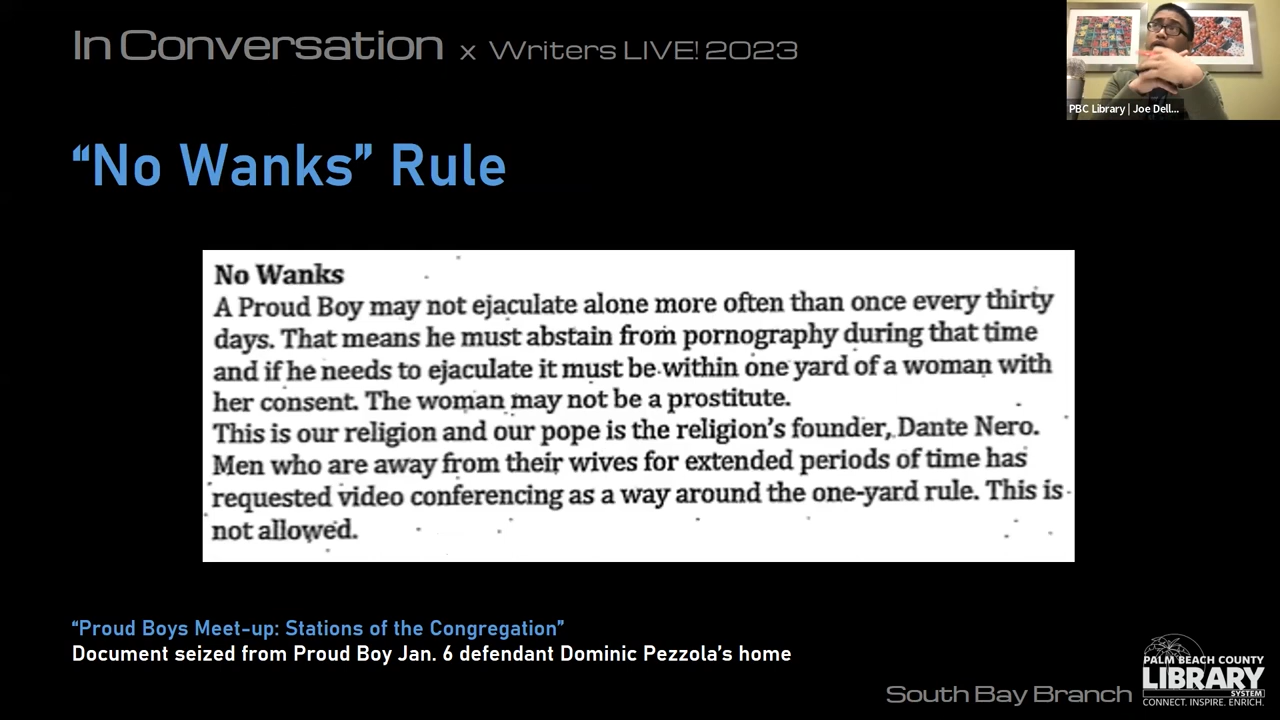 In Conversation x Writers LIVE! 2023
PBC Library | Joe Dell...
“No Wanks” Rule
No Wanks
A Proud Boy may not ejaculate alone more often than once every thirty
days. That means he must abstain from pornography during that time
and if he needs to ejaculate it must be within one yard of a woman with
her consent. The woman may not be a prostitute.
This is our religion and our pope is the religion's founder, Dante Nero.
Men who are away from their wives for extended periods of time has
requested video conferencing as a way around the one-yard rule. This is
not allowed.
“Proud Boys Meet-up: Stations of the Congregation”
Document seized from Proud Boy Jan. 6 defendant Dominic Pezzola’s home
South Bay Branch
PALM BEACH COUNTY
LIBRARY
SYSTEM
CONNECT. INSPIRE. ENRICH.